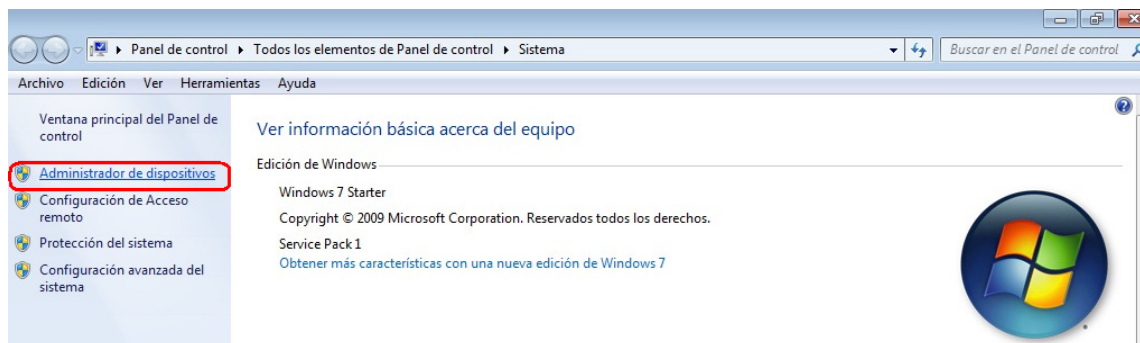 Panel de control ▸ Todos los elementos de Panel de control ▸ Sistema
Buscar en el Panel de control
Archivo Edición Ver Herramientas Ayuda
Ventana principal del Panel de
control
Administrador de dispositivos
Configuración de Acceso
remoto
Protección del sistema
Configuración avanzada del
sistema
Ver información básica acerca del equipo
Edición de Windows
Windows 7 Starter
Copyright © 2009 Microsoft Corporation. Reservados todos los derechos.
Service Pack 1
Obtener más características con una nueva edición de Windows 7